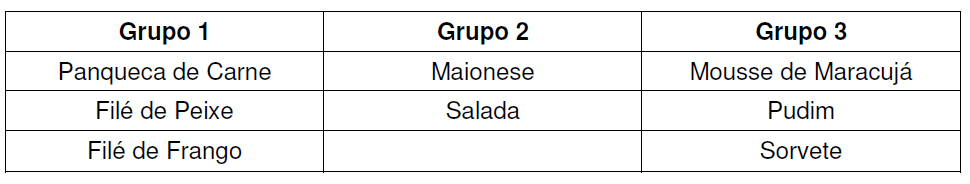 Grupo 1 Grupo 2 Grupo 3
Panqueca de Carne Maionese Mousse de Maracujá
Filé de Peixe Salada Pudim
Filé de Frango Sorvete